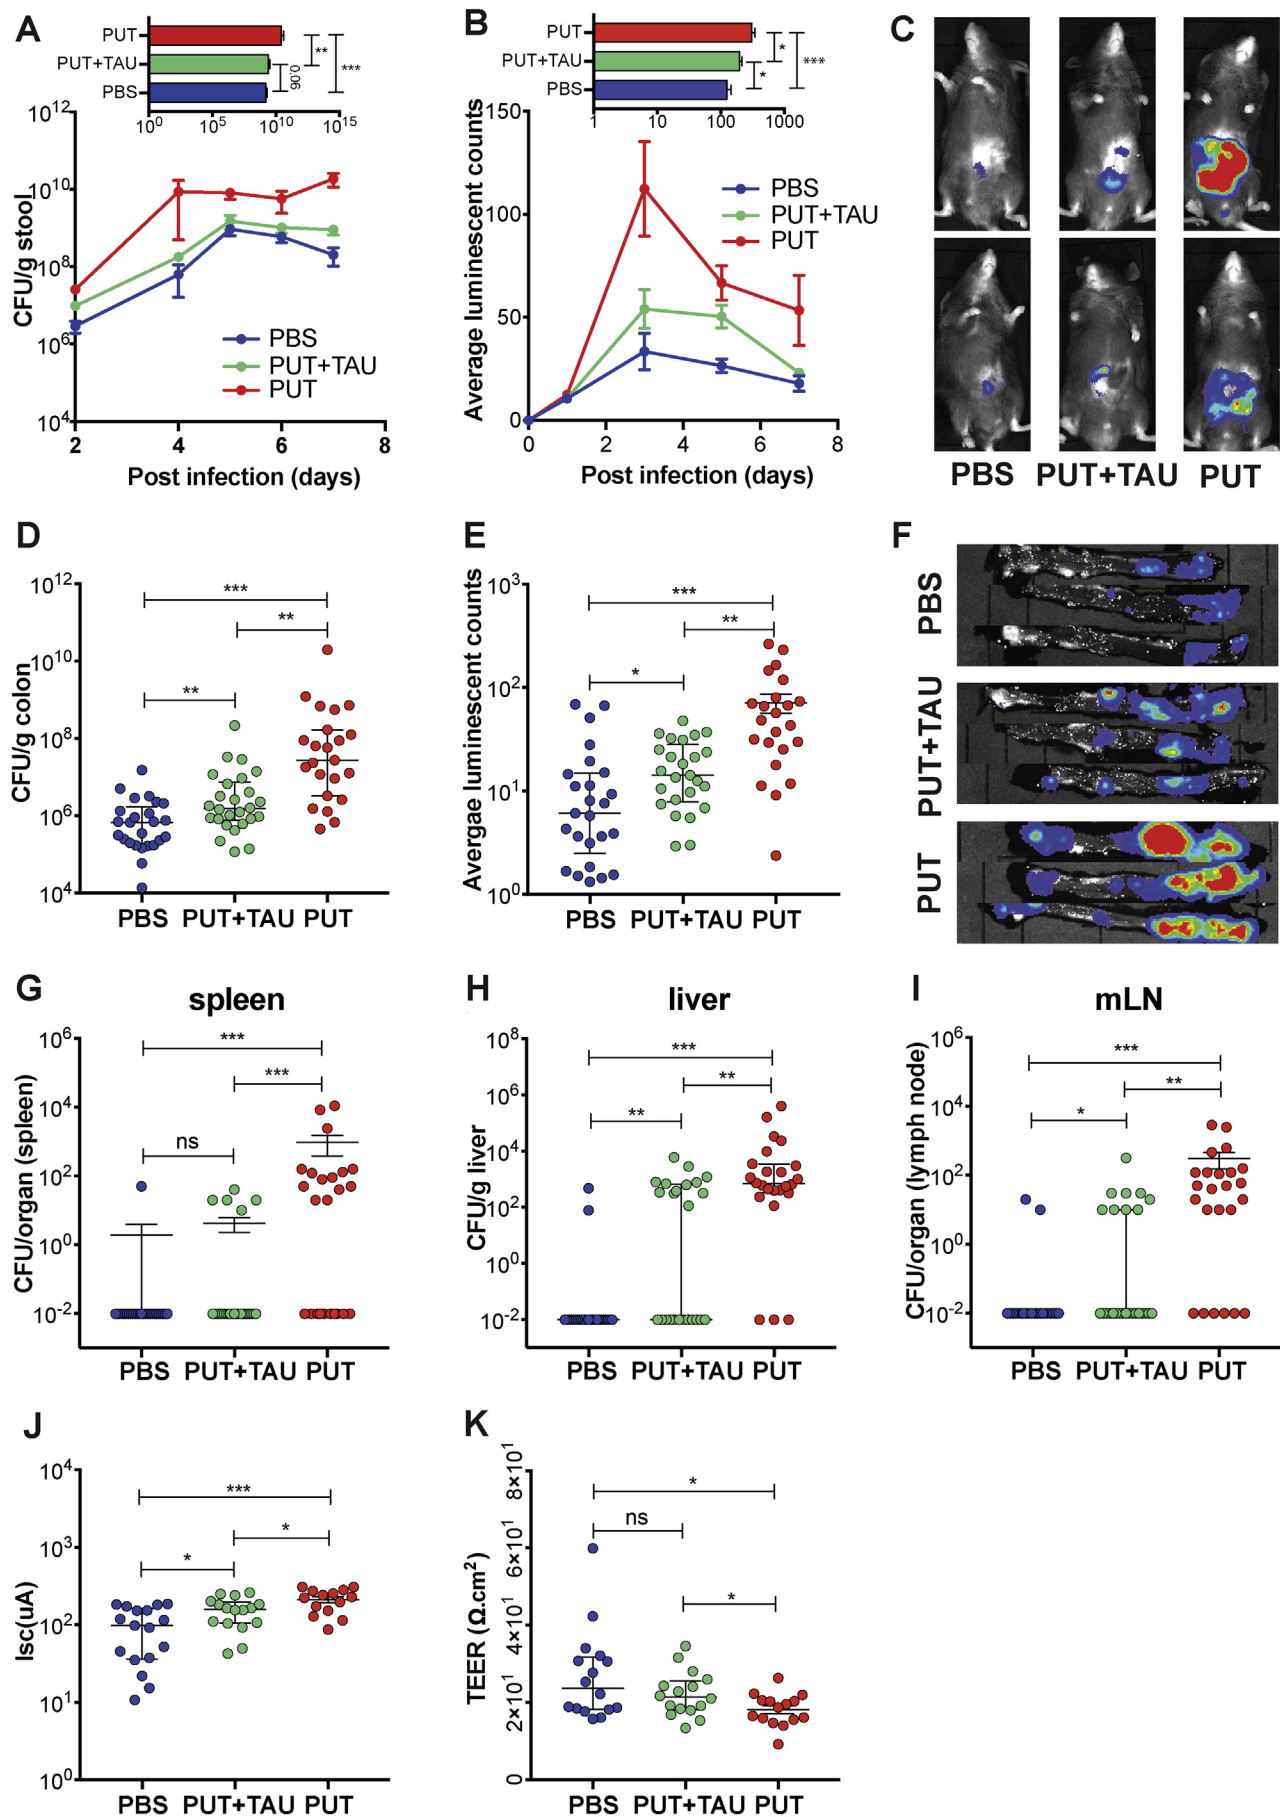 A
PUT
PUT+TAU
PBS
**
0.06
***
10^0 10^5 10^10 10^15
10^12
10^10
10^8
10^6
10^4
CFU/g stool
PBS
PUT+TAU
PUT
2 4 6 8
Post infection (days)
B
PUT
PUT+TAU
PBS
*
*
***
1 10 100 1000
150
100
50
0
Average luminescent counts
PBS
PUT+TAU
PUT
0 2 4 6 8
Post infection (days)
C
PBS PUT+TAU PUT
D
10^12
10^10
10^8
10^6
10^4
CFU/g colon
***
**
**
PBS PUT+TAU PUT
E
10^3
10^2
10^1
10^0
Avergae luminescent counts
***
**
*
PBS PUT+TAU PUT
F
PBS
PUT+TAU
PUT
G
spleen
10^6
10^4
10^2
10^0
10^-2
CFU/organ (spleen)
***
***
ns
PBS PUT+TAU PUT
H
liver
10^8
10^6
10^4
10^2
10^0
10^-2
CFU/g liver
***
**
**
PBS PUT+TAU PUT
I
mLN
10^6
10^4
10^2
10^0
10^-2
CFU/organ (lymph node)
***
**
*
PBS PUT+TAU PUT
J
10^4
10^3
10^2
10^1
10^0
Isc(uA)
***
*
*
PBS PUT+TAU PUT
K
8×10^1
6×10^1
4×10^1
2×10^1
0
TEER (Ω.cm^2)
*
ns
*
PBS PUT+TAU PUT